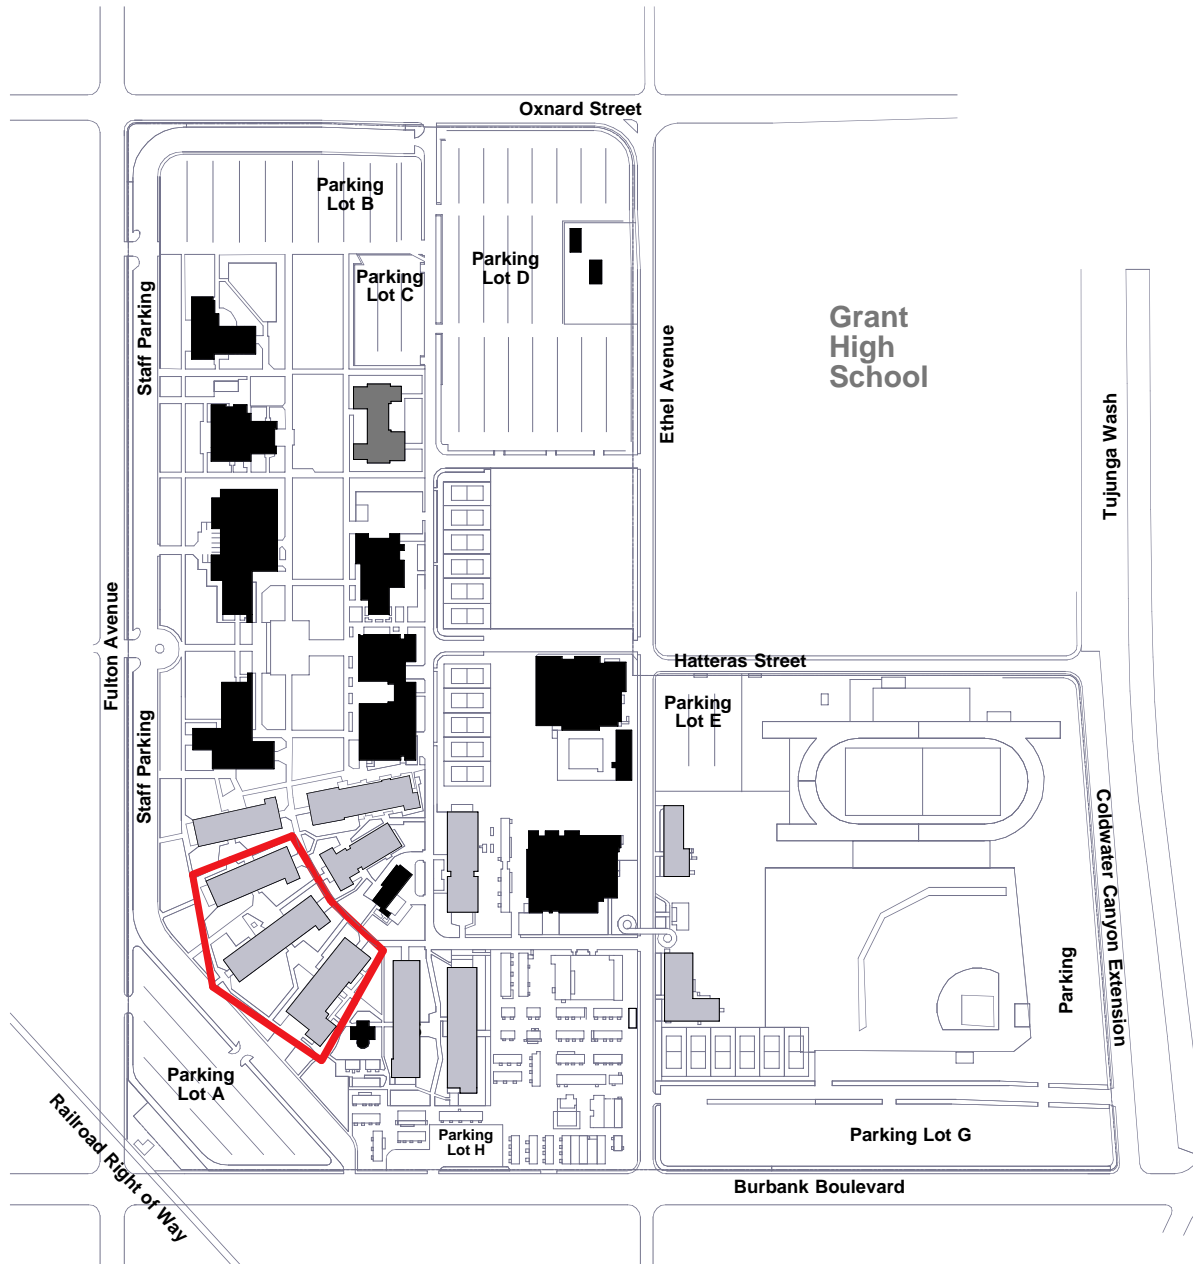 Oxnard Street
Parking
Lot B
Parking
Lot C
Parking
Lot D
Staff Parking
Grant
High
School
Ethel Avenue
Tujunga Wash
Fulton Avenue
Hatteras Street
Parking
Lot E
Staff Parking
Coldwater Canyon Extension
Parking
Parking
Lot A
Railroad Right of Way
Parking
Lot H
Parking Lot G
Burbank Boulevard